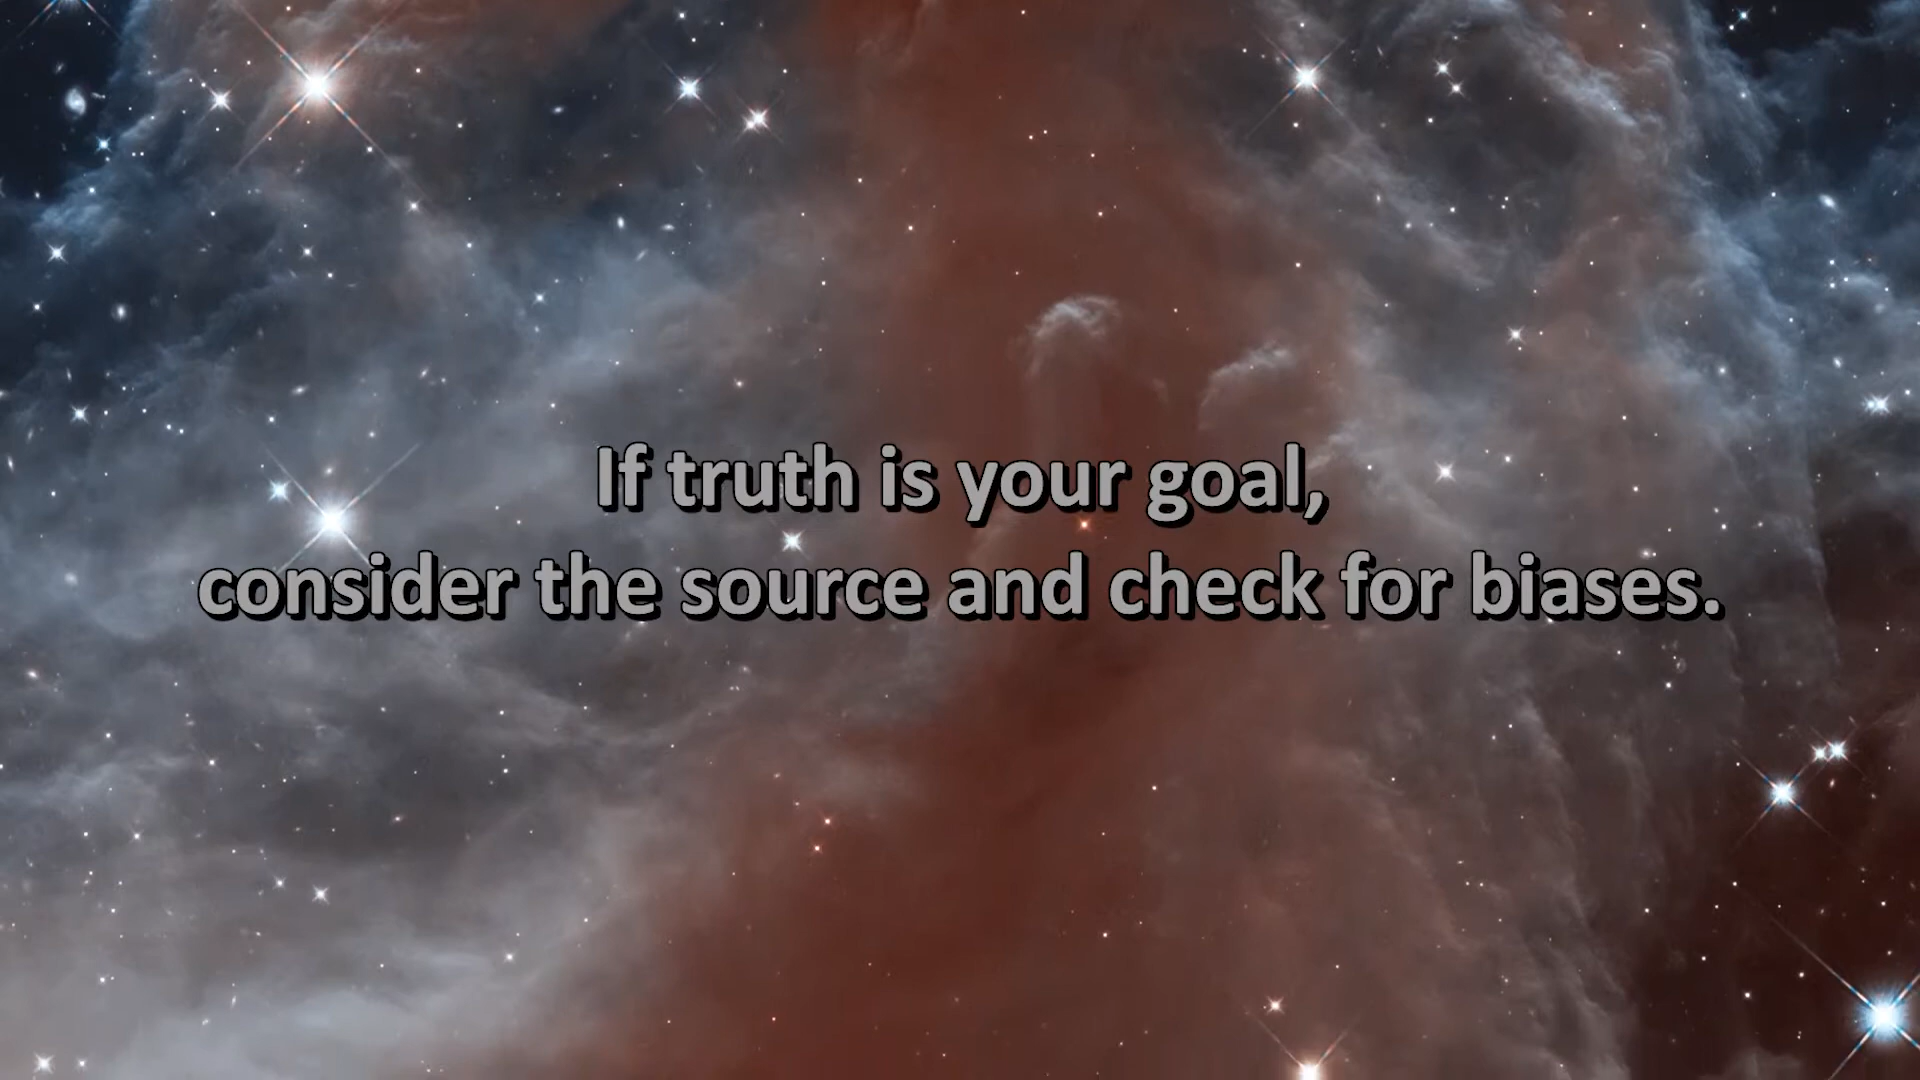 If truth is your goal,
consider the source and check for biases.